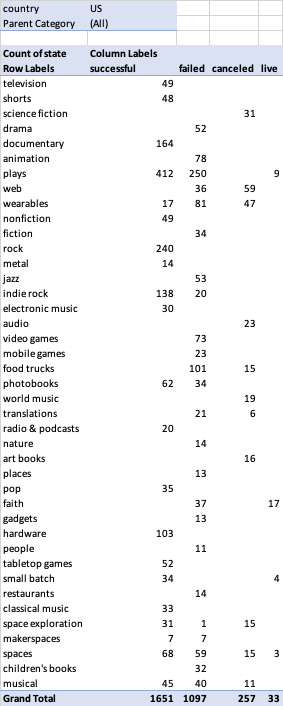 country US
Parent Category (All)
Count of state Column Labels
Row Labels successful failed canceled live
television 49
shorts 48
science fiction 31
drama 52
documentary 164
animation 78
plays 412 250 9
web 36 59
wearables 17 81 47
nonfiction 49
fiction 34
rock 240
metal 14
jazz 53
indie rock 138 20
electronic music 30
audio 23
video games 73
mobile games 23
food trucks 101 15
photobooks 62 34
world music 19
translations 21 6
radio & podcasts 20
nature 14
art books 16
places 13
pop 35
faith 37 17
gadgets 13
hardware 103
people 11
tabletop games 52
small batch 34 4
restaurants 14
classical music 33
space exploration 31 1 15
makerspaces 7 7
spaces 68 59 15 3
children's books 32
musical 45 40 11
Grand Total 1651 1097 257 33